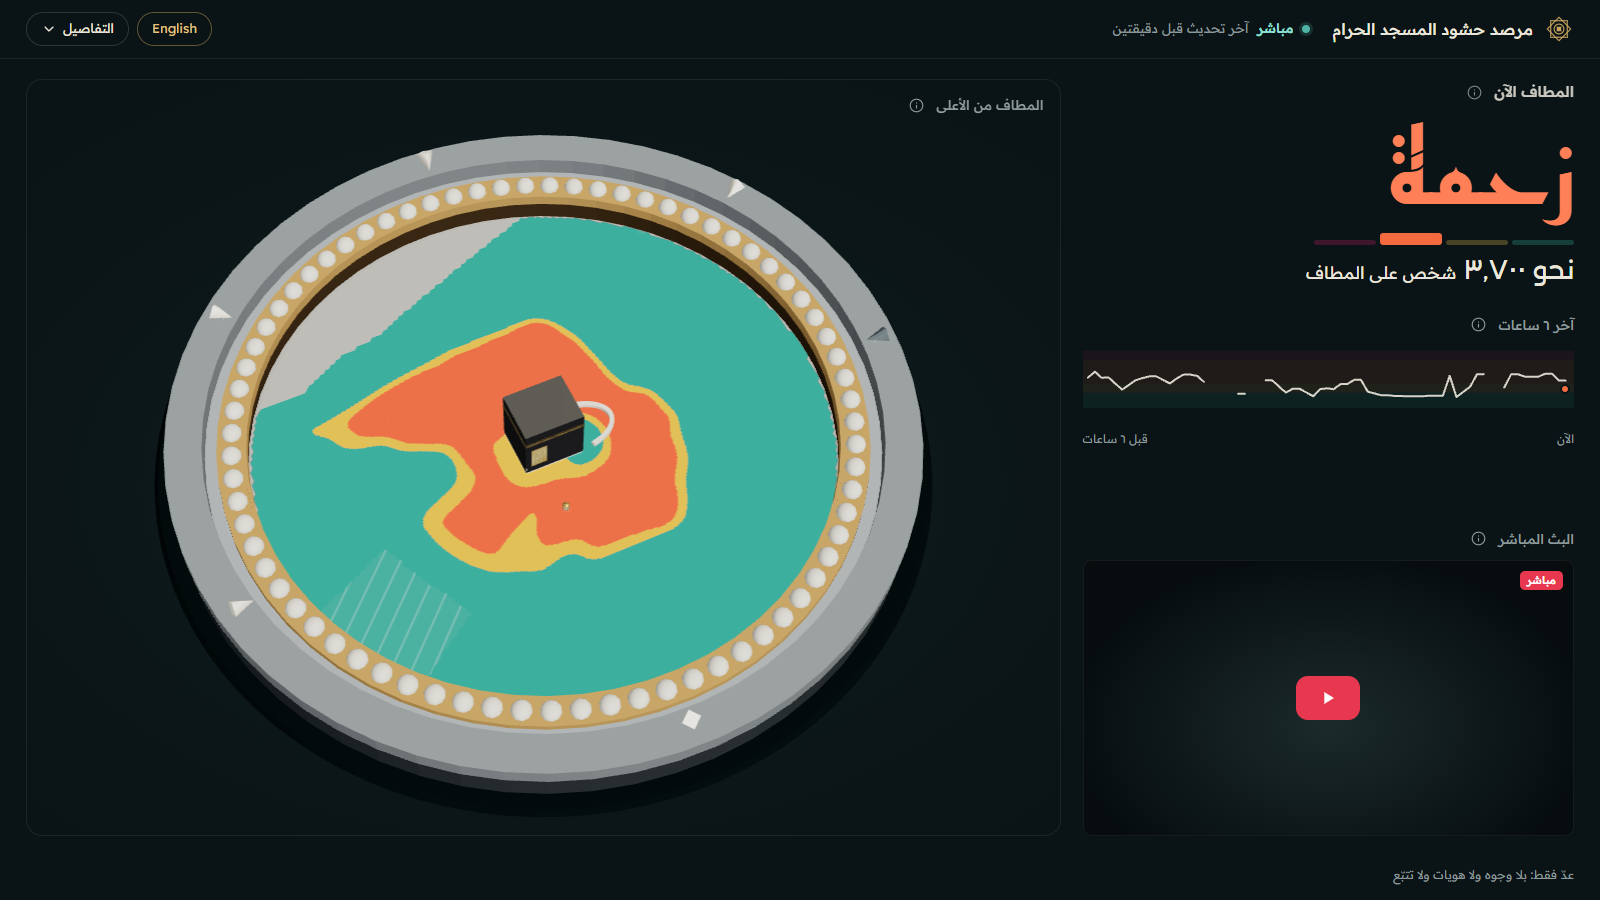 مرصد حشود المسجد الحرام
مباشر آخر تحديث قبل دقيقتين
English
التفاصيل
المطاف الآن
زحمة
نحو ٣,٧٠٠ شخص على المطاف
آخر ٦ ساعات
الآن
قبل ٦ ساعات
البث المباشر
مباشر
المطاف من الأعلى
عدّ فقط: بلا وجوه ولا هويات ولا تتبّع